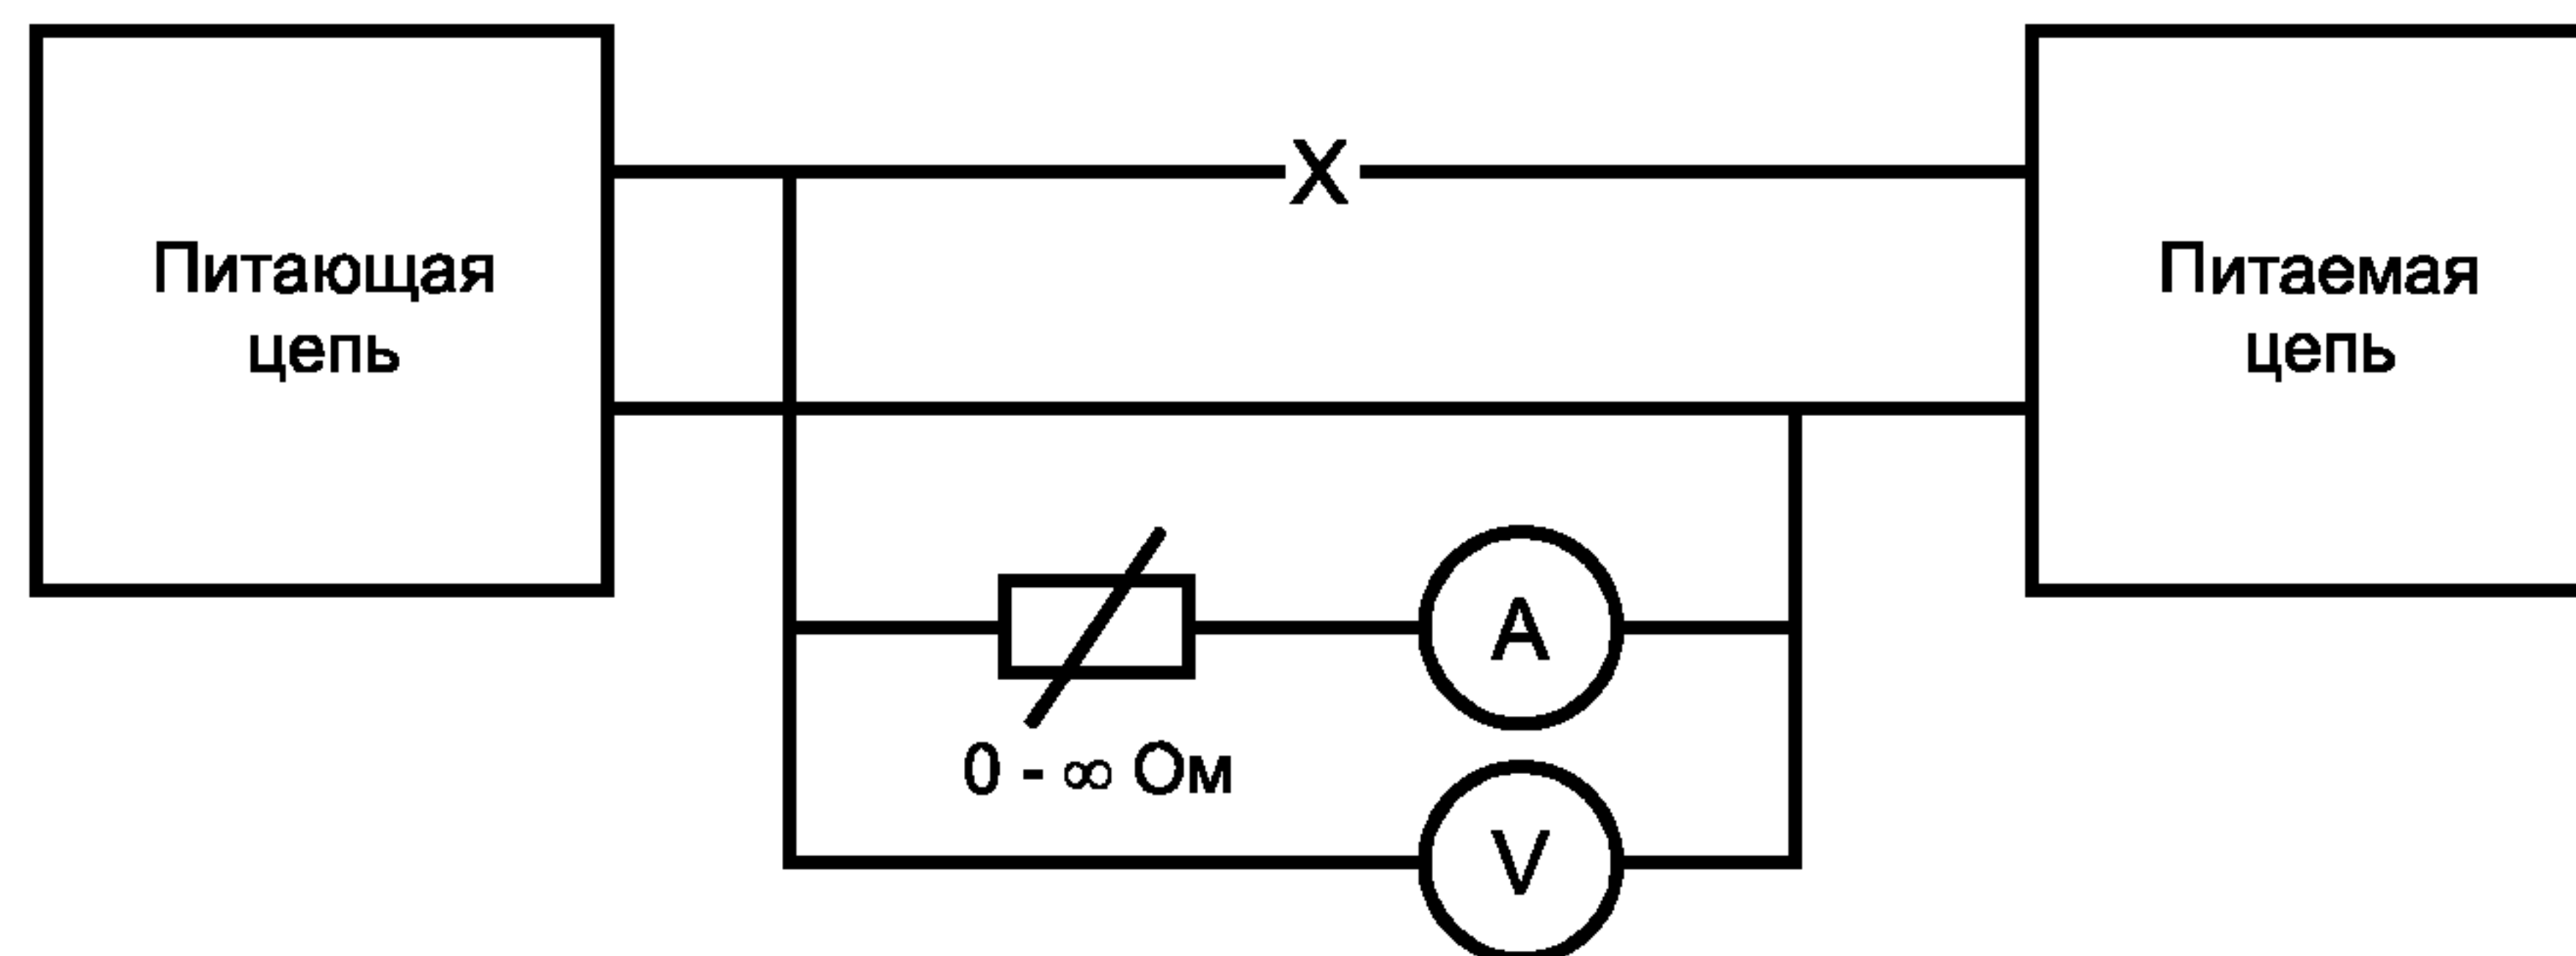 X
Питающая
цепь
Питаемая
цепь
A
0 - ∞ Ом
V